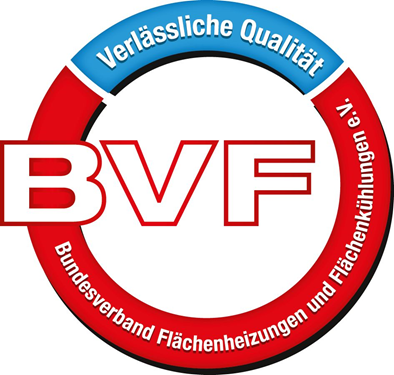 Verlässliche Qualität
BVF
Bundesverband Flächenheizungen und Flächenkühlungen e.V.